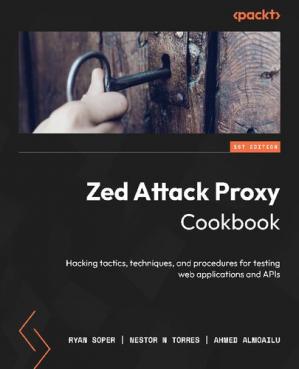 <packt>
1ST EDITION
Zed Attack Proxy
Cookbook
Hacking tactics, techniques, and procedures for testing
web applications and APIs
RYAN SOPER | NESTOR N TORRES | AHMED ALMOAILU